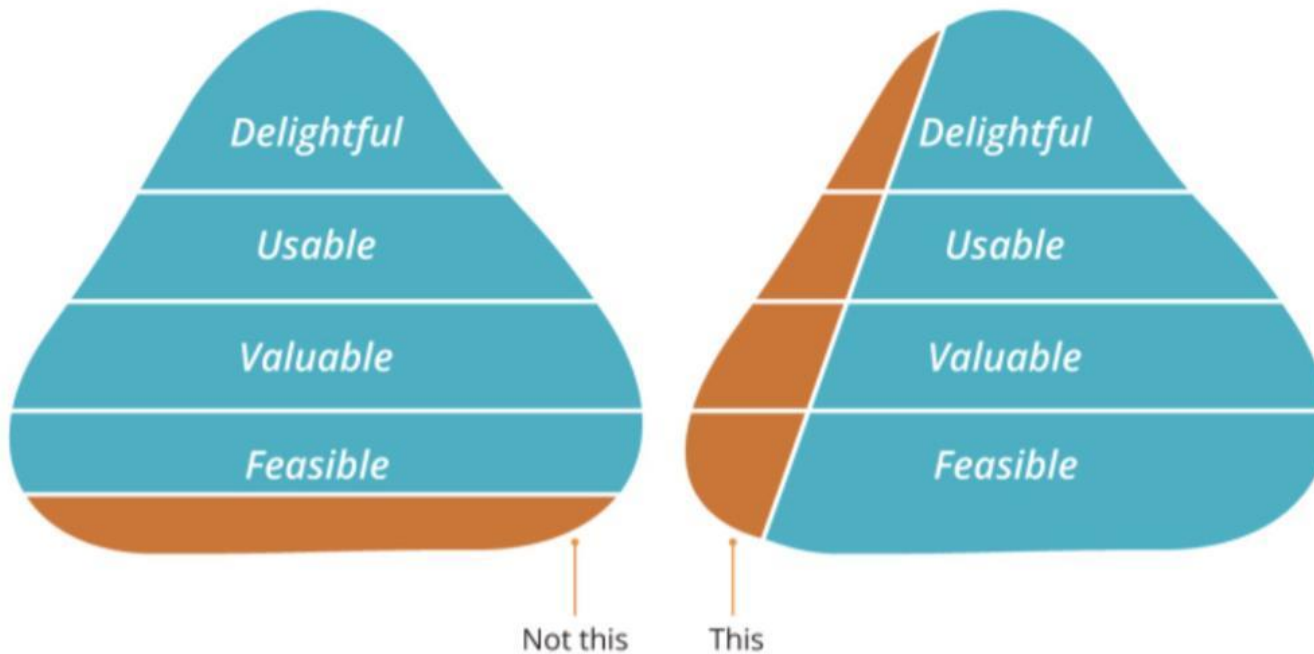 Delightful
Usable
Valuable
Feasible
Not this
Delightful
Usable
Valuable
Feasible
This